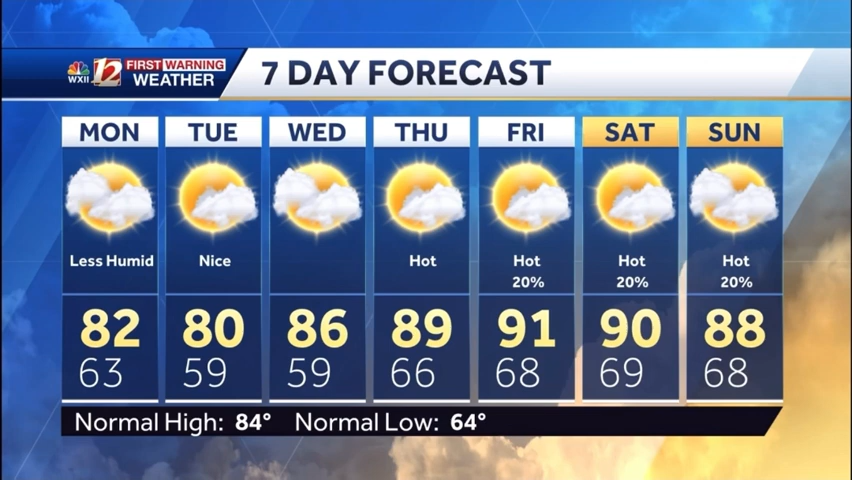 WXII 12 FIRST WARNING WEATHER
7 DAY FORECAST
MON TUE WED THU FRI SAT SUN
Less Humid Nice Hot Hot Hot Hot
20% 20% 20%
82 80 86 89 91 90 88
63 59 59 66 68 69 68
Normal High: 84° Normal Low: 64°